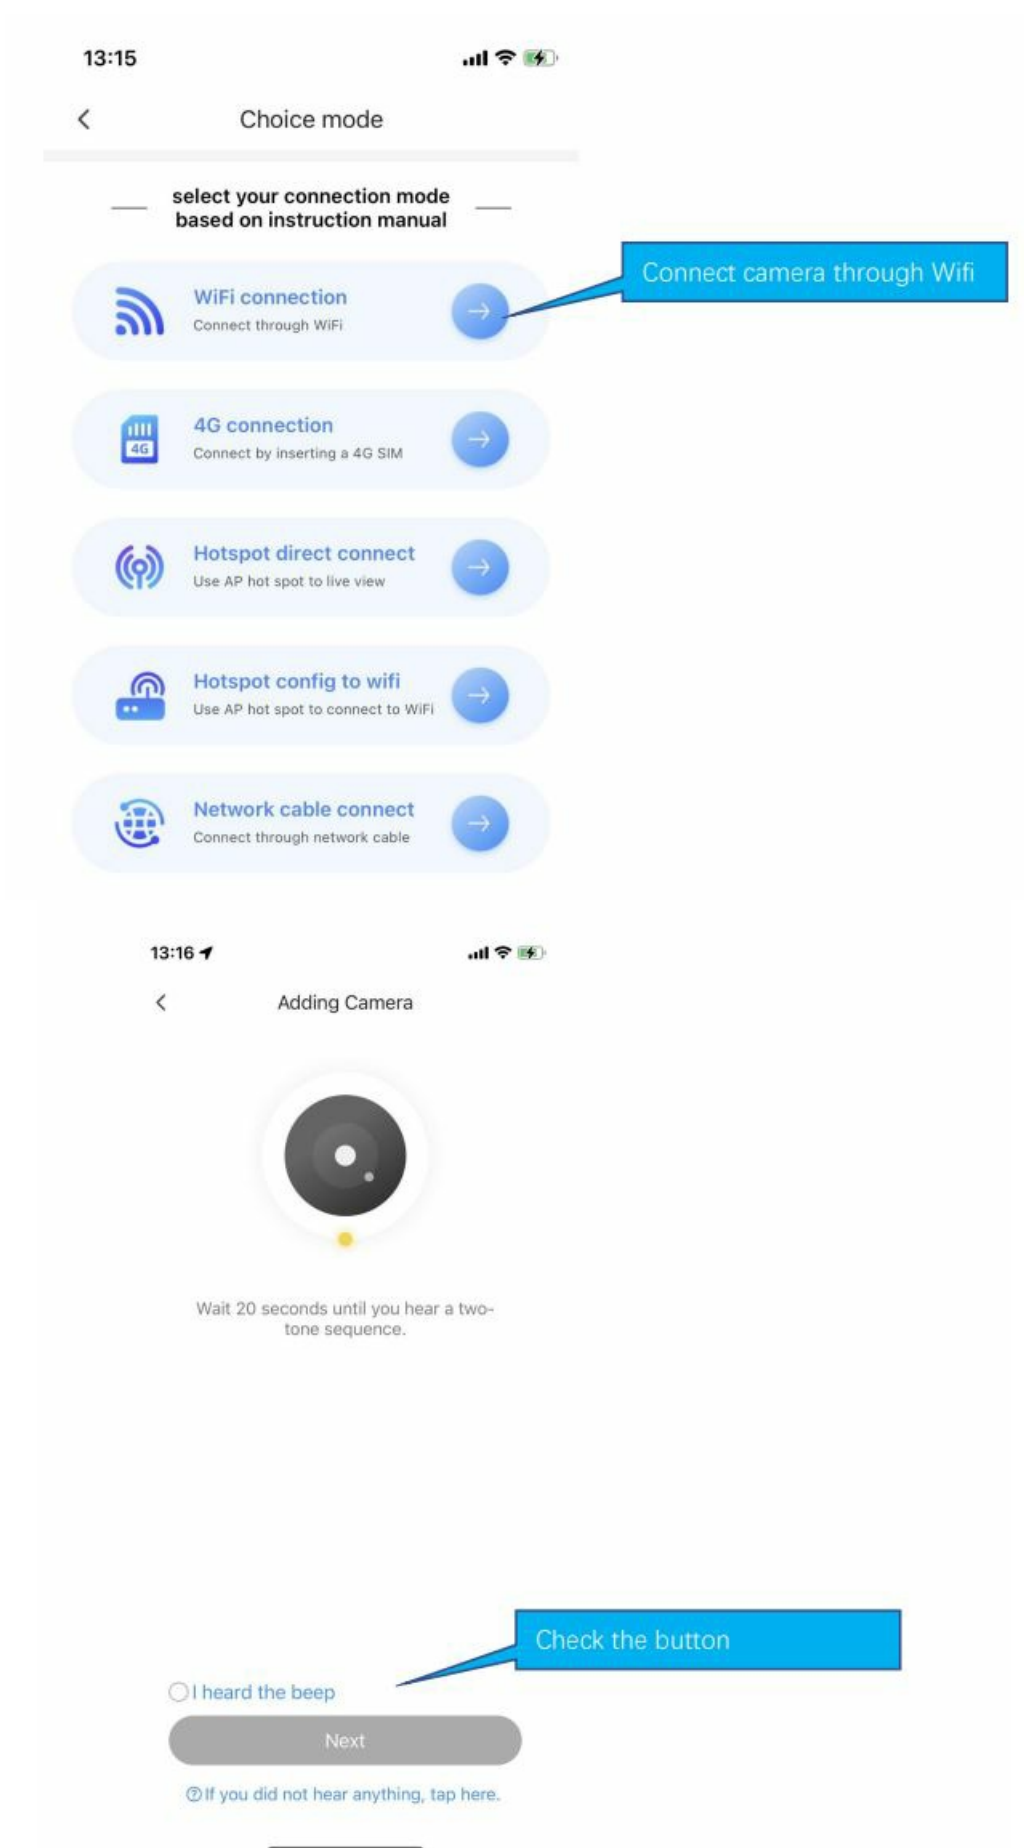 13:15
Choice mode
select your connection mode
based on instruction manual
WiFi connection
Connect through WiFi
Connect camera through Wifi
4G connection
4G
Connect by inserting a 4G SIM
Hotspot direct connect
Use AP hot spot to live view
Hotspot config to wifi
Use AP hot spot to connect to WiFi
Network cable connect
Connect through network cable
13:16
Adding Camera
Wait 20 seconds until you hear a two-
tone sequence.
Check the button
I heard the beep
Next
If you did not hear anything, tap here.